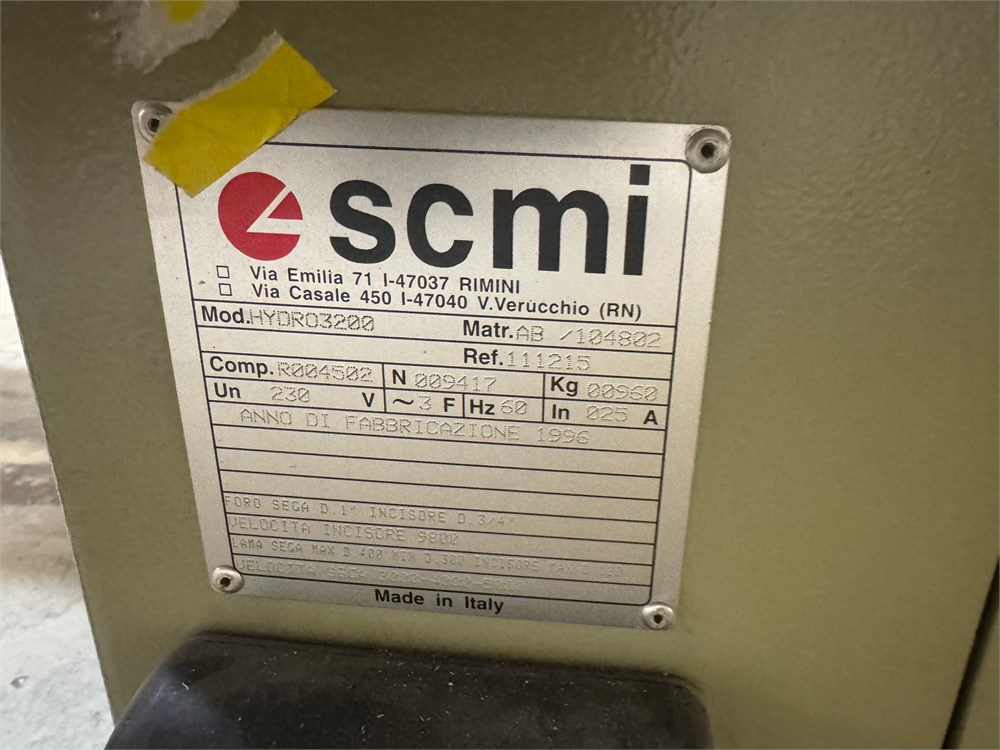 scmi
Via Emilia 71 I-47037 RIMINI
Via Casale 450 I-47040 V.Verucchio (RN)
Mod.HYDRO3200 Matr.AB /104802
Ref.111215
Comp.R004502 N 009417 Kg 00960
Un 230 V ~3 F Hz 60 In 025 A
ANNO DI FABBRICAZIONE 1996
FORO SEGA D.1" INCISORE D.3/4"
VELOCITA INCISORE 9800
LAMA SEGA MAX D.400 MIN D.300 INCISORE MAX
VELOCITA SEGA
Made in Italy